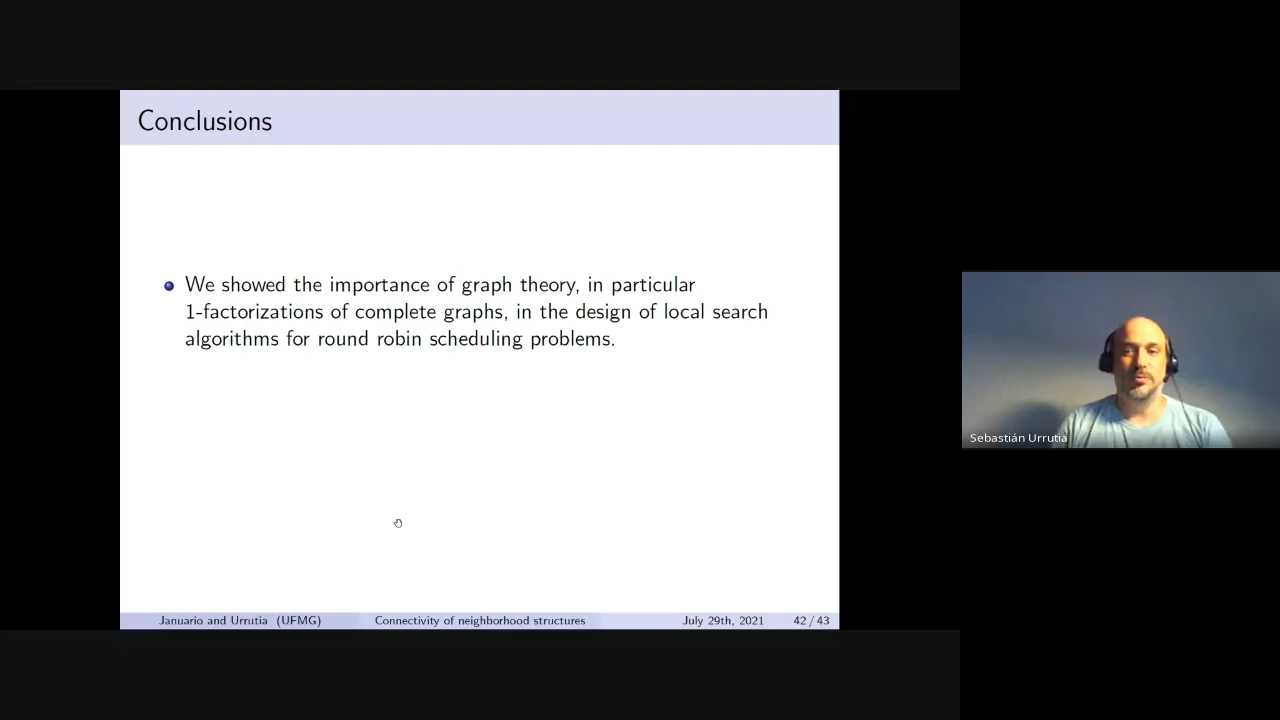 Conclusions
We showed the importance of graph theory, in particular
1-factorizations of complete graphs, in the design of local search
algorithms for round robin scheduling problems.
Sebastián Urrutia
Januario and Urrutia (UFMG) Connectivity of neighborhood structures July 29th, 2021 42 / 43